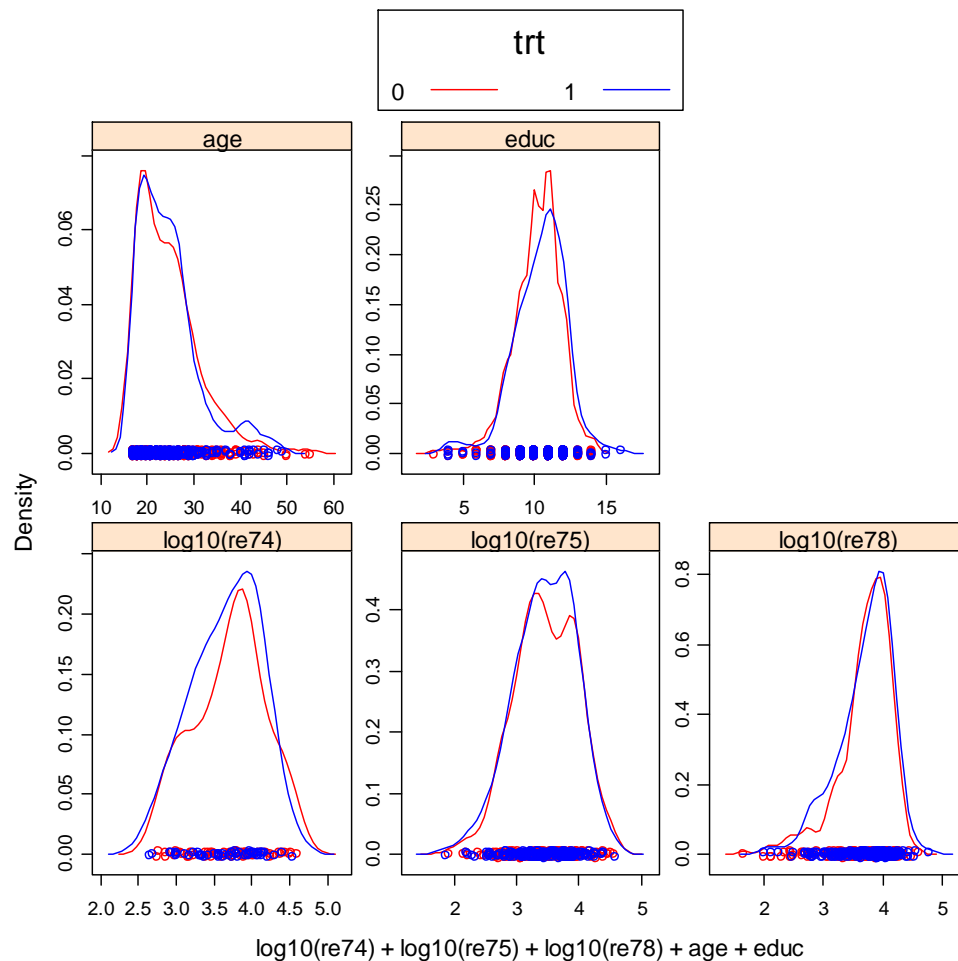 trt
0 1
age educ
0.00 0.02 0.04 0.06
0.00 0.05 0.10 0.15 0.20 0.25
10 20 30 40 50 60
5 10 15
Density
log10(re74) log10(re75) log10(re78)
0.00 0.05 0.10 0.15 0.20
0.0 0.1 0.2 0.3 0.4
0.0 0.2 0.4 0.6 0.8
2.0 2.5 3.0 3.5 4.0 4.5 5.0
2 3 4 5
2 3 4 5
log10(re74) + log10(re75) + log10(re78) + age + educ